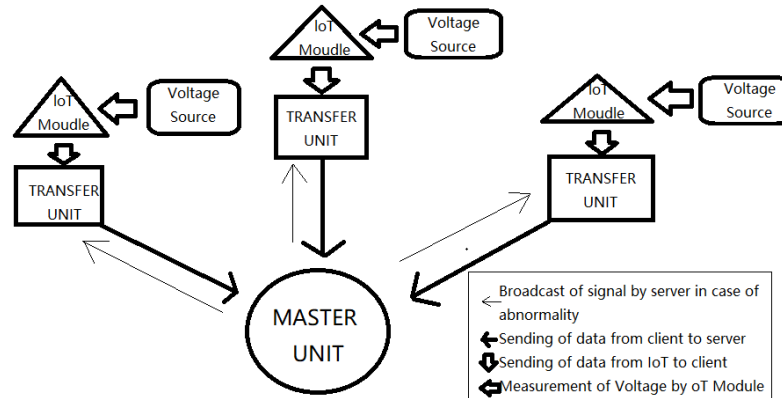 IoT
Moudle
Voltage
Source
TRANSFER
UNIT
IoT
Moudle
Voltage
Source
TRANSFER
UNIT
IoT
Moudle
Voltage
Source
TRANSFER
UNIT
MASTER
UNIT
Broadcast of signal by server in case of
abnormality
Sending of data from client to server
Sending of data from IoT to client
Measurement of Voltage by oT Module